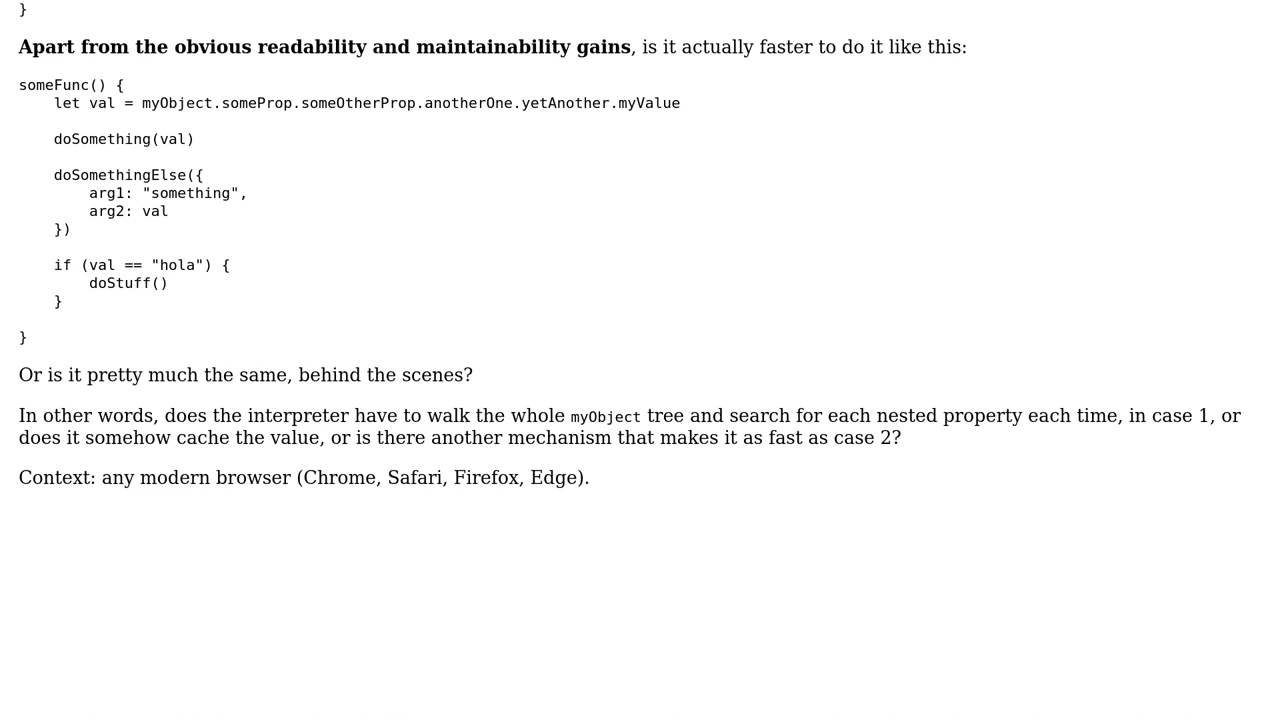 }
Apart from the obvious readability and maintainability gains, is it actually faster to do it like this:
someFunc() {
    let val = myObject.someProp.someOtherProp.anotherOne.yetAnother.myValue
    doSomething(val)
    doSomethingElse({
        arg1: "something",
        arg2: val
    })
    if (val == "hola") {
        doStuff()
    }
}
Or is it pretty much the same, behind the scenes?
In other words, does the interpreter have to walk the whole myObject tree and search for each nested property each time, in case 1, or
does it somehow cache the value, or is there another mechanism that makes it as fast as case 2?
Context: any modern browser (Chrome, Safari, Firefox, Edge).